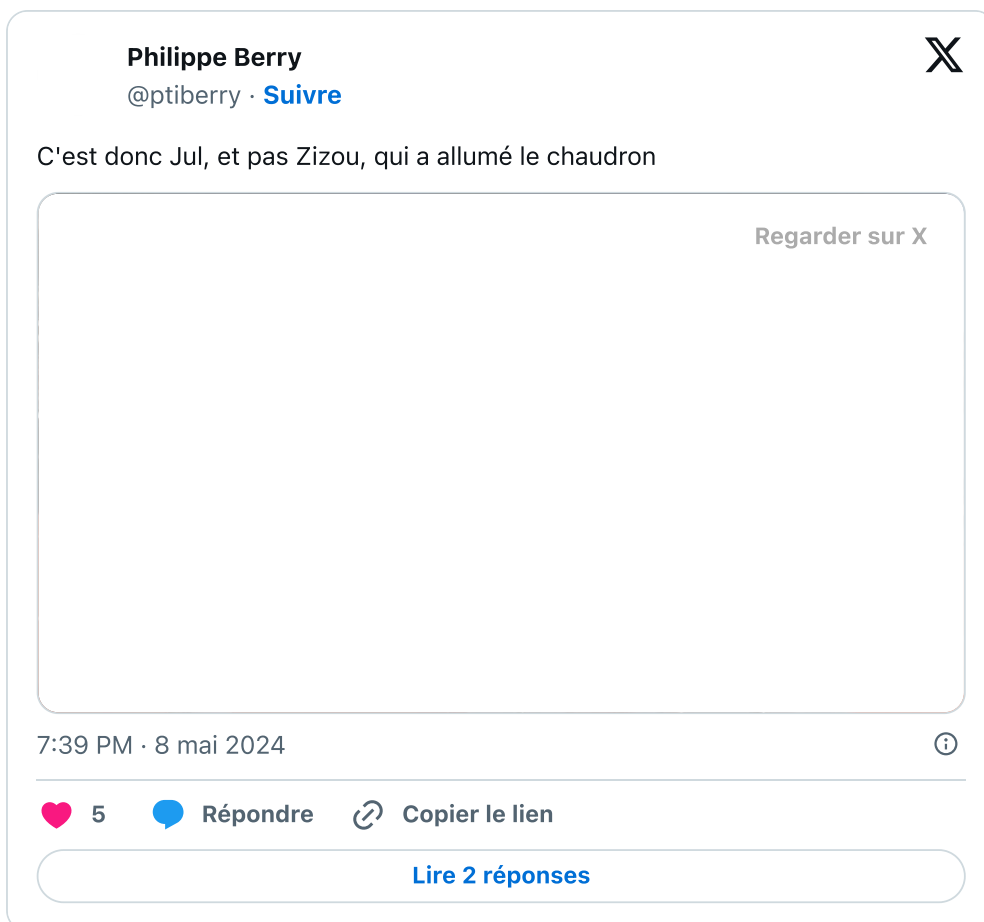 Philippe Berry
@ptiberry · Suivre
C'est donc Jul, et pas Zizou, qui a allumé le chaudron
Regarder sur X
7:39 PM · 8 mai 2024
5 Répondre Copier le lien
Lire 2 réponses